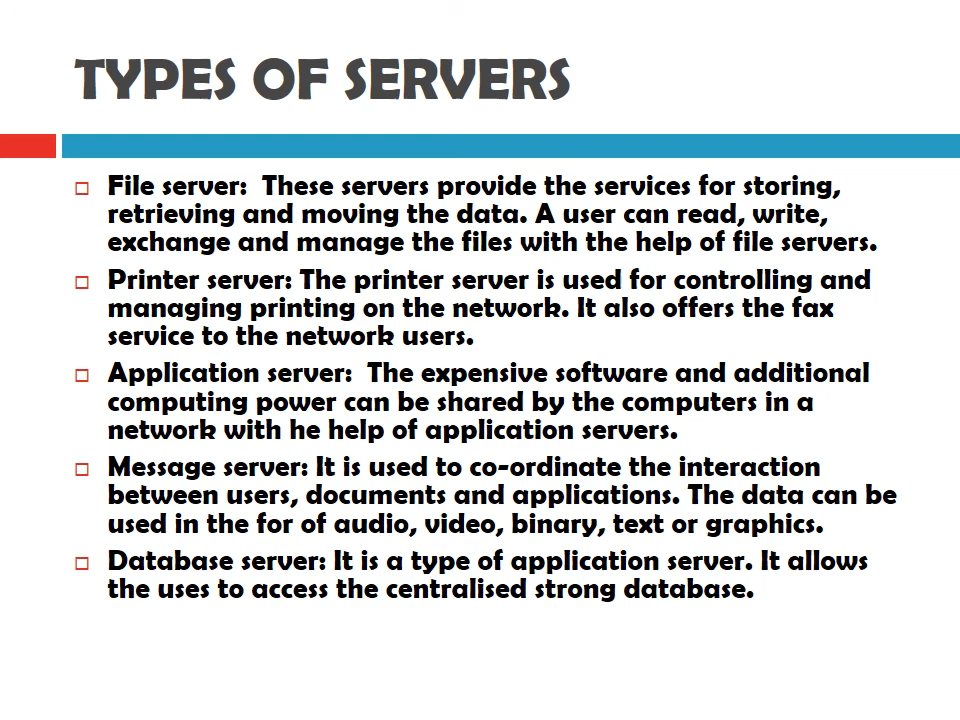 TYPES OF SERVERS
File server:  These servers provide the services for storing,
retrieving and moving the data. A user can read, write,
exchange and manage the files with the help of file servers.
Printer server: The printer server is used for controlling and
managing printing on the network. It also offers the fax
service to the network users.
Application server:  The expensive software and additional
computing power can be shared by the computers in a
network with he help of application servers.
Message server: It is used to co-ordinate the interaction
between users, documents and applications. The data can be
used in the for of audio, video, binary, text or graphics.
Database server: It is a type of application server. It allows
the uses to access the centralised strong database.